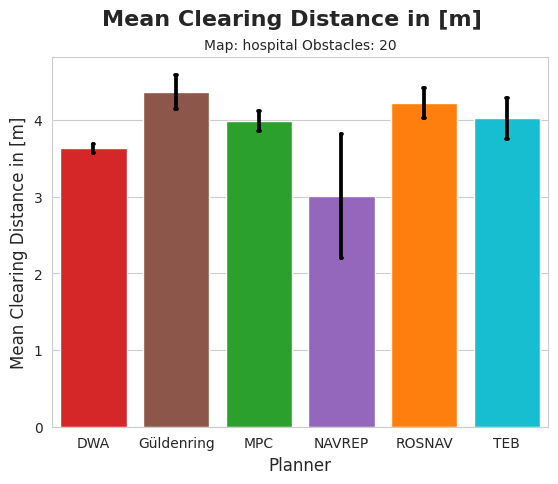 Mean Clearing Distance in [m]
Map: hospital Obstacles: 20
Mean Clearing Distance in [m]
4
3
2
1
0
DWA Güldenring MPC NAVREP ROSNAV TEB
Planner